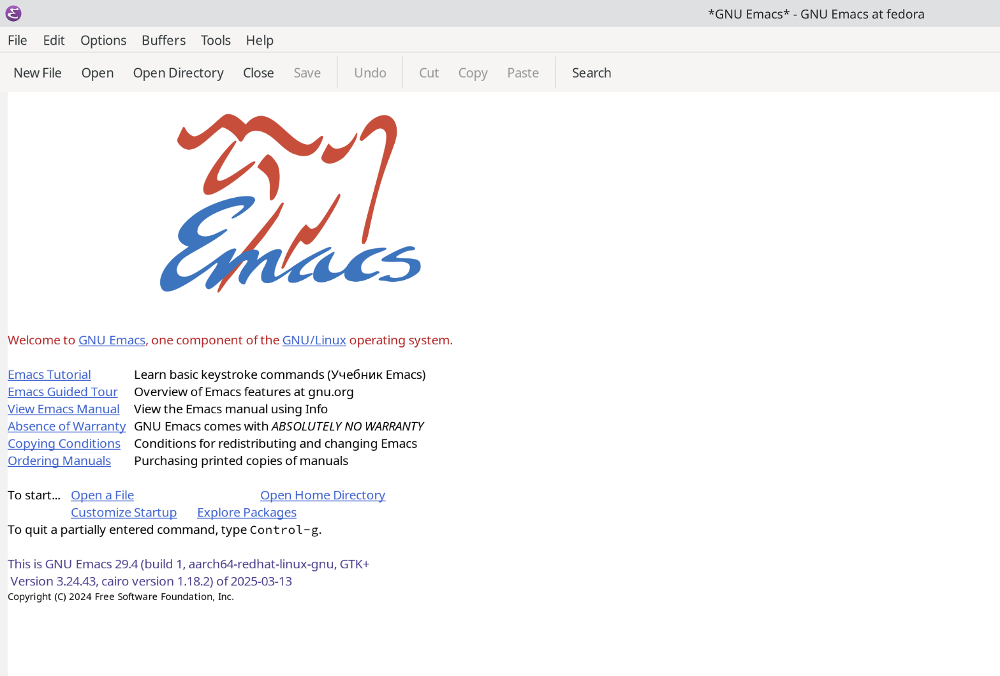 *GNU Emacs* - GNU Emacs at fedora
File Edit Options Buffers Tools Help
New File Open Open Directory Close Save Undo Cut Copy Paste Search
Emacs
Welcome to GNU Emacs, one component of the GNU/Linux operating system.
Emacs Tutorial Learn basic keystroke commands (Учебник Emacs)
Emacs Guided Tour Overview of Emacs features at gnu.org
View Emacs Manual View the Emacs manual using Info
Absence of Warranty GNU Emacs comes with ABSOLUTELY NO WARRANTY
Copying Conditions Conditions for redistributing and changing Emacs
Ordering Manuals Purchasing printed copies of manuals
To start... Open a File Open Home Directory
Customize Startup Explore Packages
To quit a partially entered command, type Control-g.
This is GNU Emacs 29.4 (build 1, aarch64-redhat-linux-gnu, GTK+
Version 3.24.43, cairo version 1.18.2) of 2025-03-13
Copyright (C) 2024 Free Software Foundation, Inc.